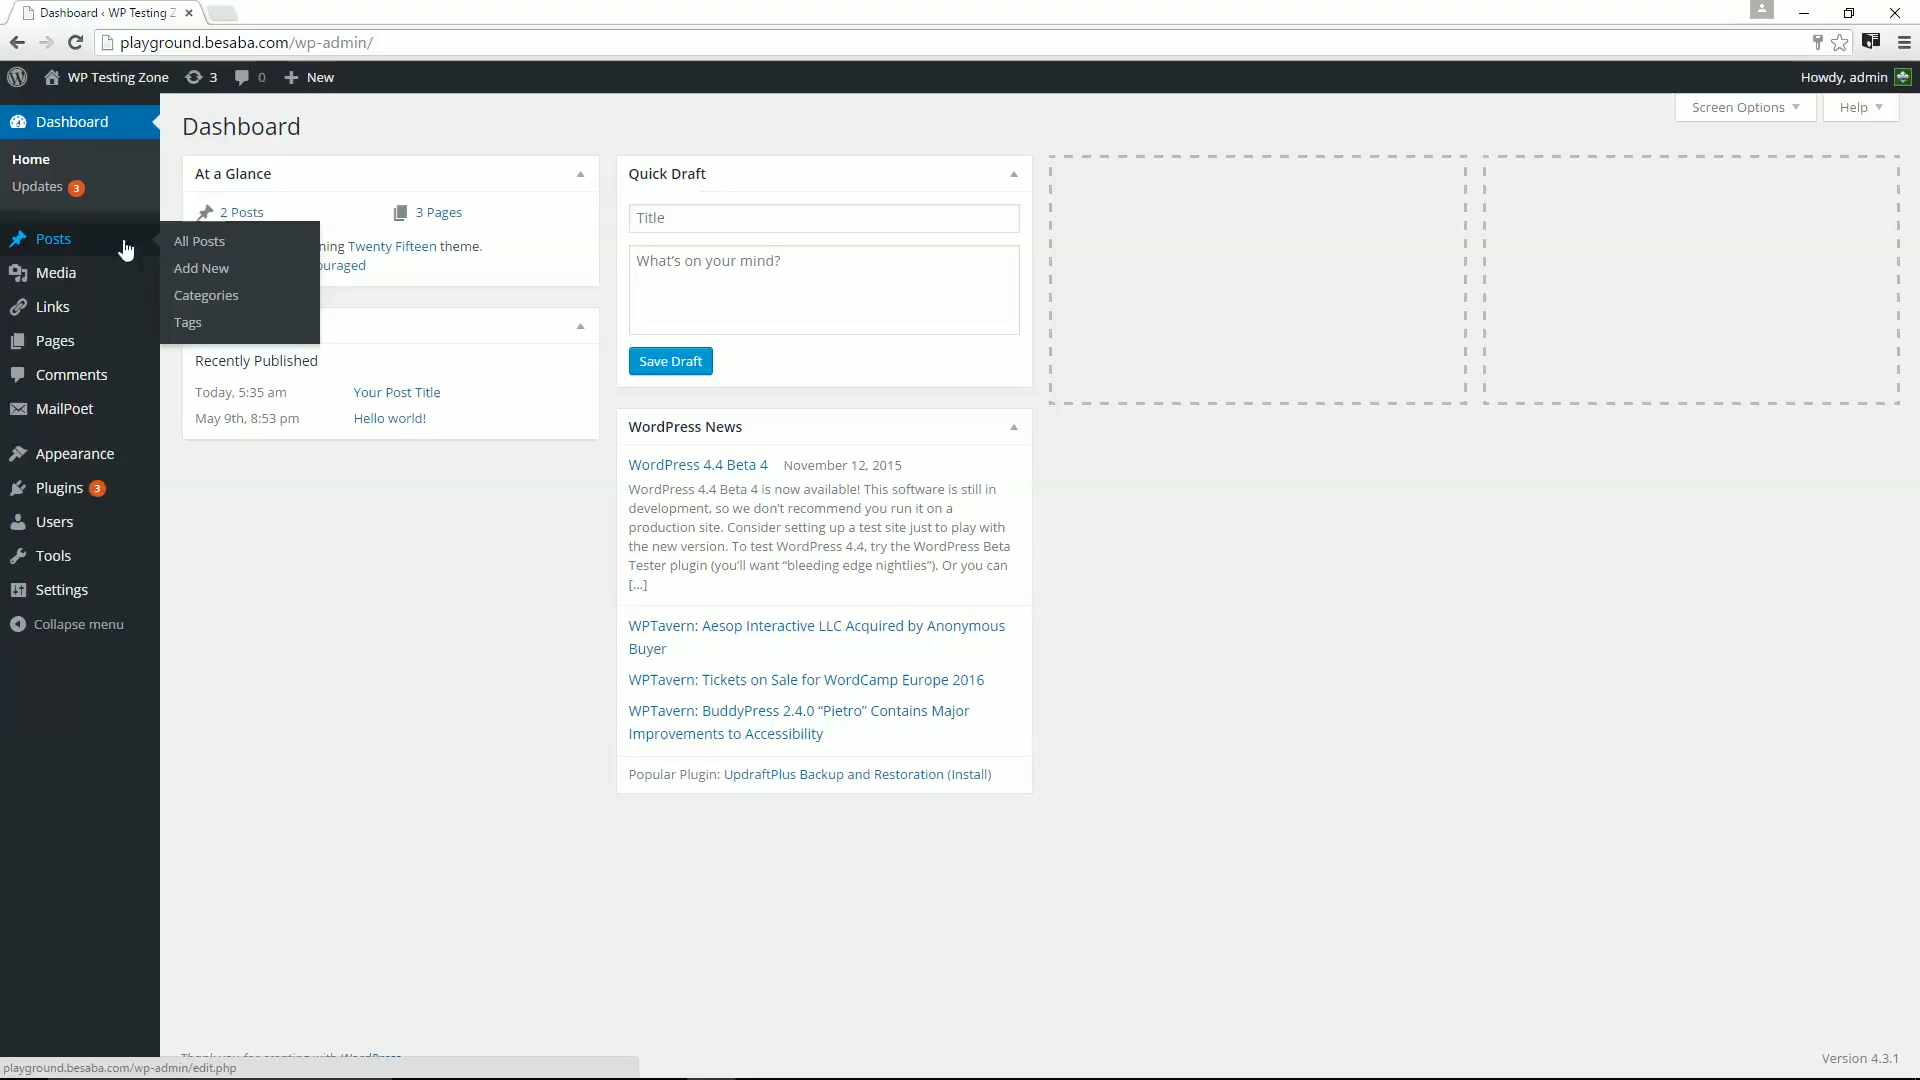 Dashboard ‹ WP Testing Z
playground.besaba.com/wp-admin/
WP Testing Zone 3 0 New
Howdy, admin
Screen Options
Help
Dashboard
Home
Updates 3
Posts
Media
Links
Pages
Comments
MailPoet
Appearance
Plugins 3
Users
Tools
Settings
Collapse menu
All Posts
Add New
Categories
Tags
Dashboard
At a Glance
2 Posts
3 Pages
Twenty Fifteen theme.
Recently Published
Today, 5:35 am Your Post Title
May 9th, 8:53 pm Hello world!
Quick Draft
Title
What's on your mind?
Save Draft
WordPress News
WordPress 4.4 Beta 4 November 12, 2015
WordPress 4.4 Beta 4 is now available! This software is still in
development, so we don't recommend you run it on a
production site. Consider setting up a test site just to play with
the new version. To test WordPress 4.4, try the WordPress Beta
Tester plugin (you'll want “bleeding edge nightlies”). Or you can
[…]
WPTavern: Aesop Interactive LLC Acquired by Anonymous
Buyer
WPTavern: Tickets on Sale for WordCamp Europe 2016
WPTavern: BuddyPress 2.4.0 “Pietro” Contains Major
Improvements to Accessibility
Popular Plugin: UpdraftPlus Backup and Restoration (Install)
Version 4.3.1
playground.besaba.com/wp-admin/edit.php